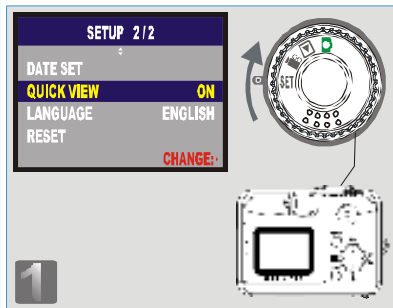 SETUP 2/2
DATE SET
QUICK VIEW ON
LANGUAGE ENGLISH
RESET
CHANGE:
SET
1